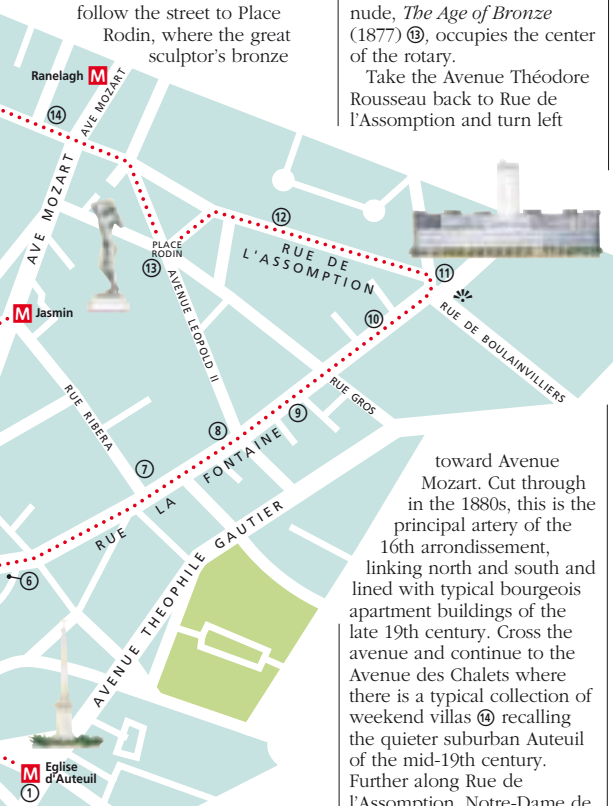 follow the street to Place
Rodin, where the great
sculptor's bronze
nude, The Age of Bronze
(1877) ⑬, occupies the center
of the rotary.
Take the Avenue Théodore
Rousseau back to Rue de
l'Assomption and turn left
Ranelagh M
AVE MOZART
⑭
AVE MOZART
⑫
RUE DE
L'ASSOMPTION
PLACE
RODIN
⑬
⑪
AVENUE LEOPOLD II
M Jasmin
⑩
RUE DE BOULAINVILLIERS
RUE GROS
⑨
RUE RIBERA
⑧
⑦
RUE LA FONTAINE
⑥
AVENUE THEOPHILE GAUTIER
M Eglise
d'Auteuil
①
toward Avenue
Mozart. Cut through
in the 1880s, this is the
principal artery of the
16th arrondissement,
linking north and south and
lined with typical bourgeois
apartment buildings of the
late 19th century. Cross the
avenue and continue to the
Avenue des Chalets where
there is a typical collection of
weekend villas ⑭ recalling
the quieter suburban Auteuil
of the mid-19th century.
Further along Rue de
l'Assomption, Notre-Dame de